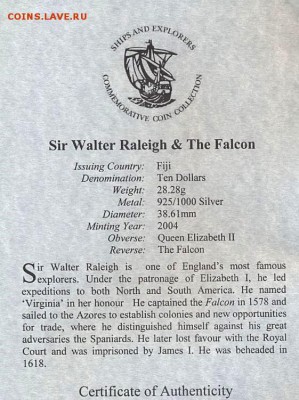 COINS.LAVE.RU
SHIPS AND EXPLORERS
COMMEMORATIVE COIN COLLECTION
Sir Walter Raleigh & The Falcon
Issuing Country: Fiji
Denomination: Ten Dollars
Weight: 28.28g
Metal: 925/1000 Silver
Diameter: 38.61mm
Minting Year: 2004
Obverse: Queen Elizabeth II
Reverse: The Falcon
Sir Walter Raleigh is one of England's most famous
sexplorers. Under the patronage of Elizabeth I, he led
expeditions to both North and South America. He named
'Virginia' in her honour He captained the Falcon in 1578 and
sailed to the Azores to establish colonies and new opportunities
for trade, where he distinguished himself against his great
adversaries the Spaniards. He later lost favour with the Royal
Court and was imprisoned by James I. He was beheaded in
1618.
Certificate of Authenticity